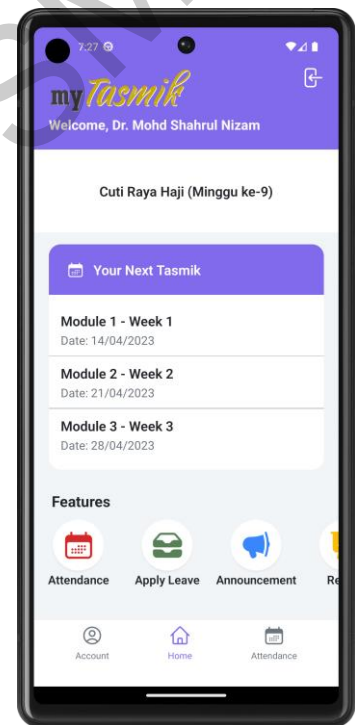 7:27
my Tasmik
Welcome, Dr. Mohd Shahrul Nizam
Cuti Raya Haji (Minggu ke-9)
Your Next Tasmik
Module 1 - Week 1
Date: 14/04/2023
Module 2 - Week 2
Date: 21/04/2023
Module 3 - Week 3
Date: 28/04/2023
Features
Attendance Apply Leave Announcement Re
Account Home Attendance